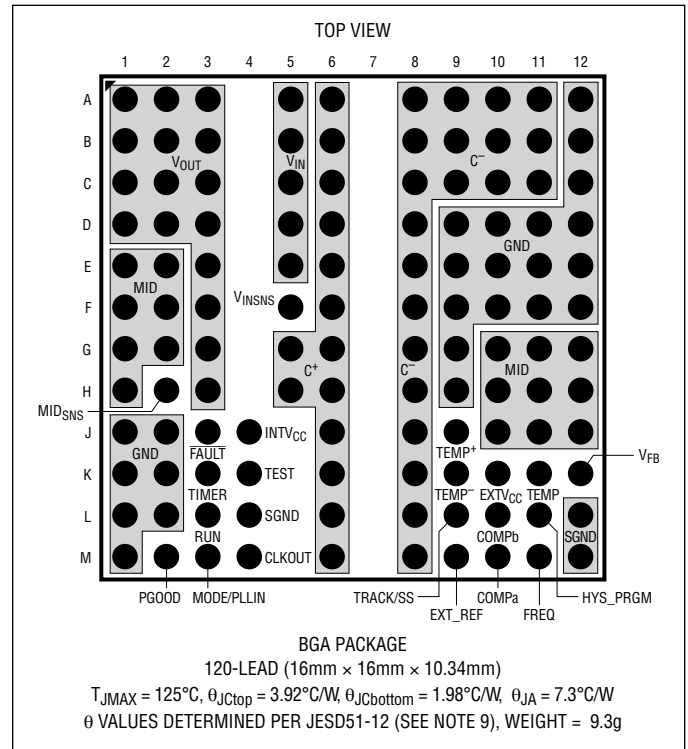 TOP VIEW
1 2 3 5 6 7 8 9 10 11 12
A
B
VOUT VIN C–
C
D
GND
E
MID
F VINSNS
G
C+ C– MID
H
MIDSNS
J INTVCC
GND FAULT TEMP+ VFB
K TEST
TIMER TEMP– EXTVCC TEMP
L SGND
RUN COMPb SGND
M CLKOUT
PGOOD MODE/PLLIN TRACK/SS COMPa HYS_PRGM
EXT_REF FREQ
BGA PACKAGE
120-LEAD (16mm × 16mm × 10.34mm)
TJMAX = 125°C, θJCtop = 3.92°C/W, θJCbottom = 1.98°C/W, θJA = 7.3°C/W
θ VALUES DETERMINED PER JESD51-12 (SEE NOTE 9), WEIGHT = 9.3g